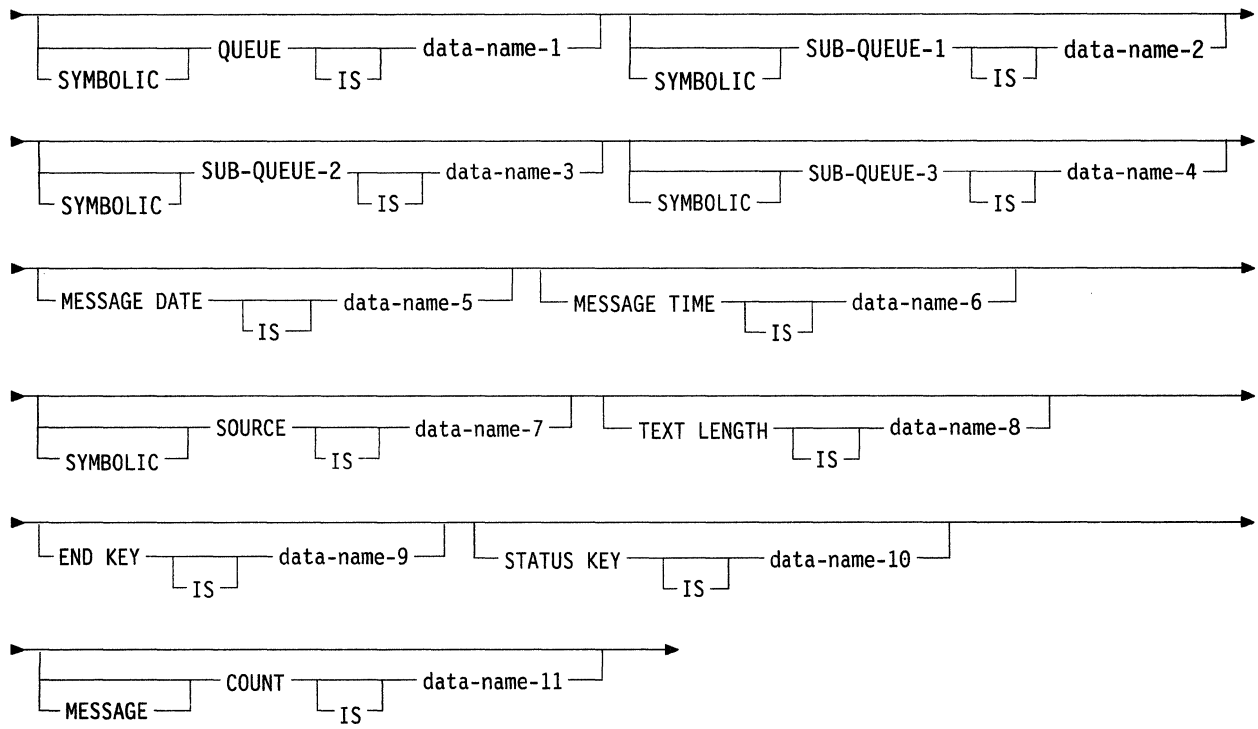 QUEUE data-name-1 SUB-QUEUE-1 data-name-2
SYMBOLIC IS SYMBOLIC IS
SUB-QUEUE-2 data-name-3 SUB-QUEUE-3 data-name-4
SYMBOLIC IS SYMBOLIC IS
MESSAGE DATE data-name-5 MESSAGE TIME data-name-6
IS IS
SOURCE data-name-7 TEXT LENGTH data-name-8
SYMBOLIC IS IS
END KEY data-name-9 STATUS KEY data-name-10
IS IS
COUNT data-name-11
MESSAGE IS